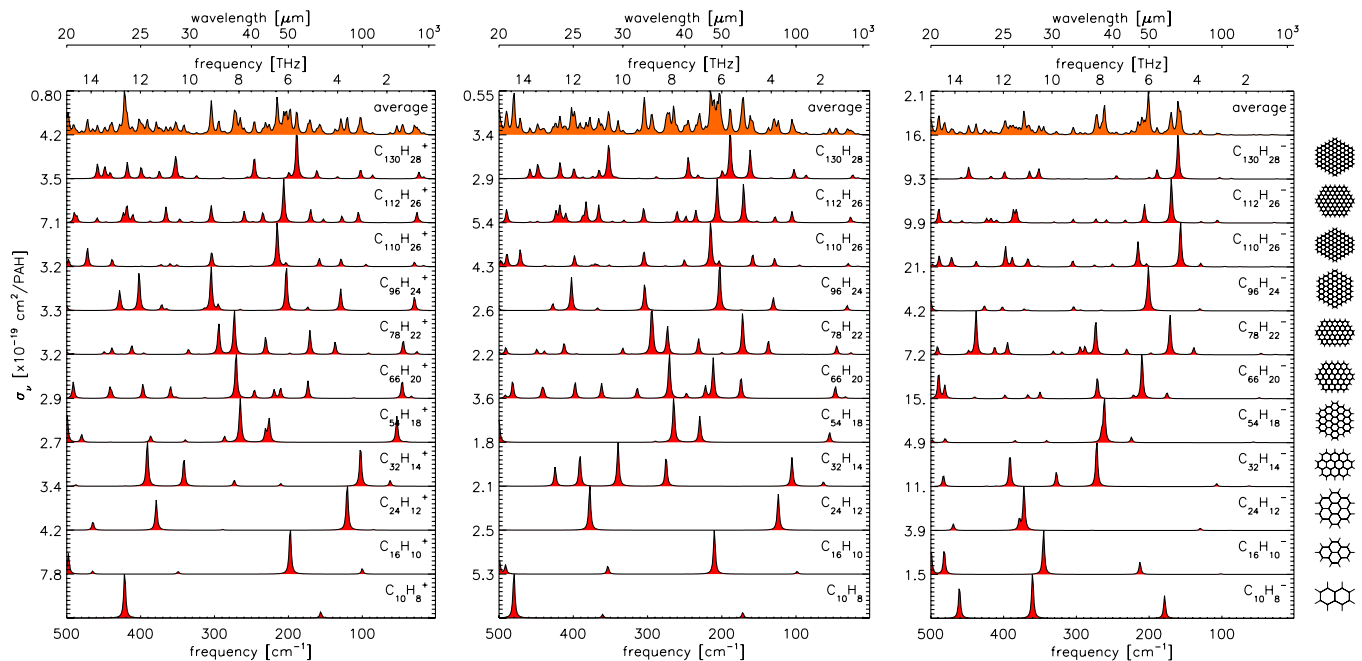 wavelength [μm]
20 25 30 40 50 100 10³
frequency [THz]
14 12 10 8 6 4 2
0.80
average
4.2
C₁₃₀H₂₈⁺
3.5
C₁₁₂H₂₆⁺
7.1
C₁₁₀H₂₆⁺
3.2
C₉₆H₂₄⁺
3.3
C₇₈H₂₂⁺
3.2
C₆₆H₂₀⁺
2.9
C₅₄H₁₈⁺
2.7
C₃₂H₁₄⁺
3.4
C₂₄H₁₂⁺
4.2
C₁₆H₁₀⁺
7.8
C₁₀H₈⁺
500 400 300 200 100 0
frequency [cm⁻¹]
σᵥ [x10⁻¹⁹ cm²/PAH]
wavelength [μm]
20 25 30 40 50 100 10³
frequency [THz]
14 12 10 8 6 4 2
0.55
average
3.4
C₁₃₀H₂₈
2.9
C₁₁₂H₂₆
5.4
C₁₁₀H₂₆
4.3
C₉₆H₂₄
2.6
C₇₈H₂₂
2.2
C₆₆H₂₀
3.6
C₅₄H₁₈
1.8
C₃₂H₁₄
2.1
C₂₄H₁₂
2.5
C₁₆H₁₀
5.3
C₁₀H₈
500 400 300 200 100 0
frequency [cm⁻¹]
wavelength [μm]
20 25 30 40 50 100 10³
frequency [THz]
14 12 10 8 6 4 2
2.1
average
16.
C₁₃₀H₂₈⁻
9.3
C₁₁₂H₂₆⁻
9.9
C₁₁₀H₂₆⁻
21.
C₉₆H₂₄⁻
4.2
C₇₈H₂₂⁻
7.2
C₆₆H₂₀⁻
15.
C₅₄H₁₈⁻
4.9
C₃₂H₁₄⁻
11.
C₂₄H₁₂⁻
3.9
C₁₆H₁₀⁻
1.5
C₁₀H₈⁻
500 400 300 200 100 0
frequency [cm⁻¹]